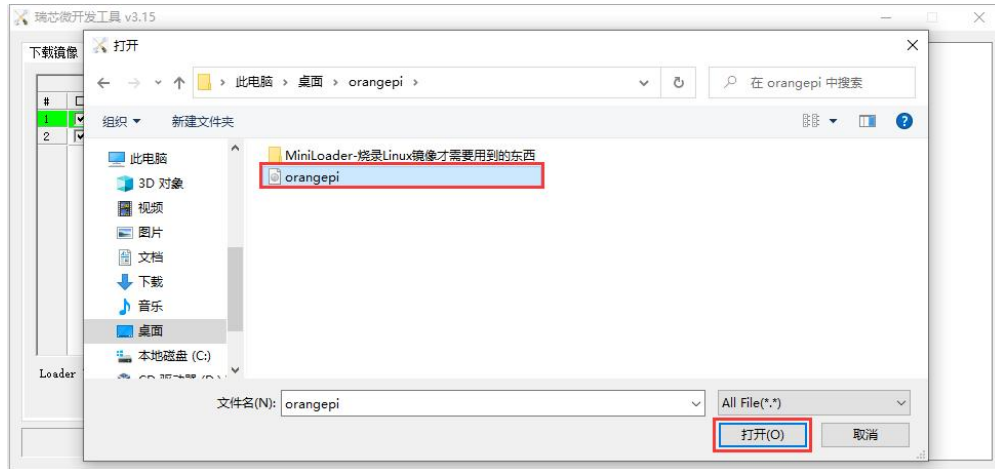 瑞芯微开发工具 v3.15
下载镜像
打开
此电脑 > 桌面 > orangepi >
在 orangepi 中搜索
组织
新建文件夹
#
1
2
此电脑
3D 对象
视频
图片
文档
下载
音乐
桌面
本地磁盘 (C:)
MiniLoader-烧录Linux镜像才需要用到的东西
orangepi
Loader
文件名(N): orangepi
All File(*.*)
打开(O)
取消